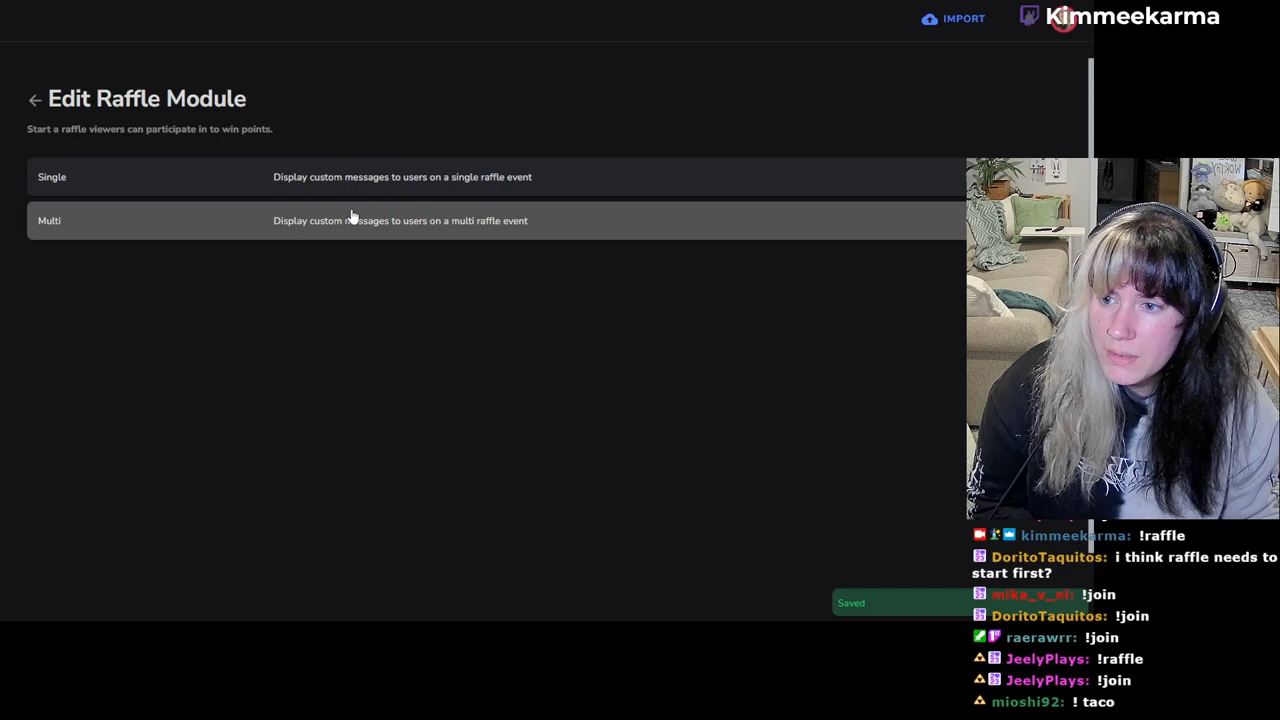 IMPORT
Kimmeekarma
Edit Raffle Module
Start a raffle viewers can participate in to win points.
Single Display custom messages to users on a single raffle event
Multi Display custom messages to users on a multi raffle event
Saved
kimmeekarma: !raffle
DoritoTaquitos: i think raffle needs to
start first?
mika_v_nl: !join
DoritoTaquitos: !join
raerawrr: !join
JeelyPlays: !raffle
JeelyPlays: !join
mioshi92: ! taco